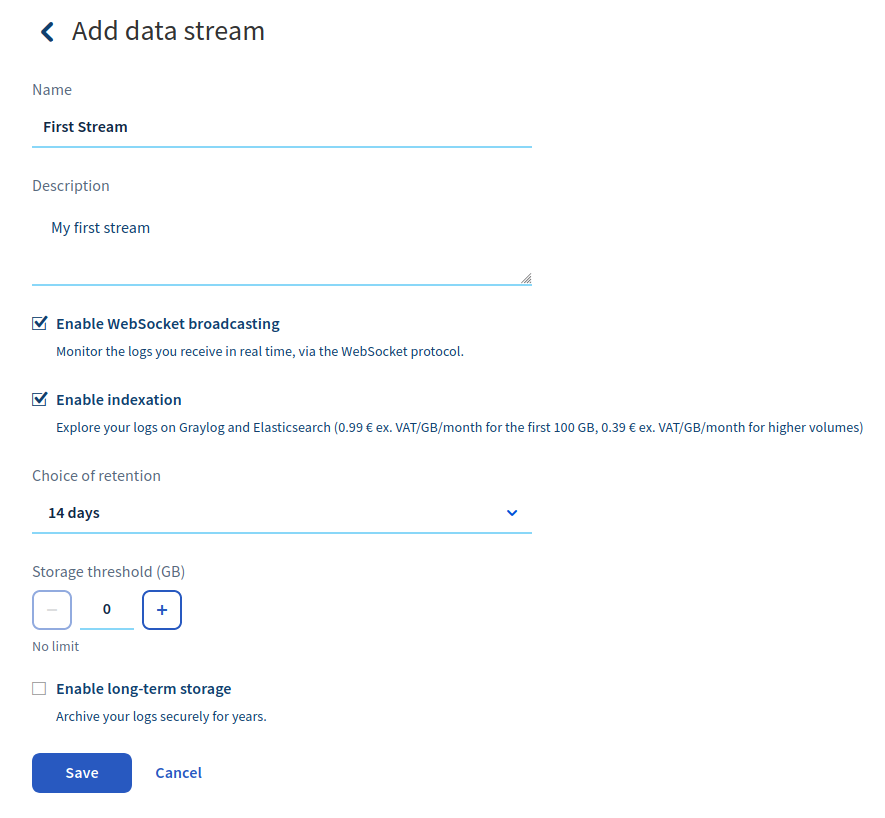 Add data stream
Name
First Stream
Description
My first stream
Enable WebSocket broadcasting
Monitor the logs you receive in real time, via the WebSocket protocol.
Enable indexation
Explore your logs on Graylog and Elasticsearch (0.99 € ex. VAT/GB/month for the first 100 GB, 0.39 € ex. VAT/GB/month for higher volumes)
Choice of retention
14 days
Storage threshold (GB)
− 0 +
No limit
Enable long-term storage
Archive your logs securely for years.
Save Cancel